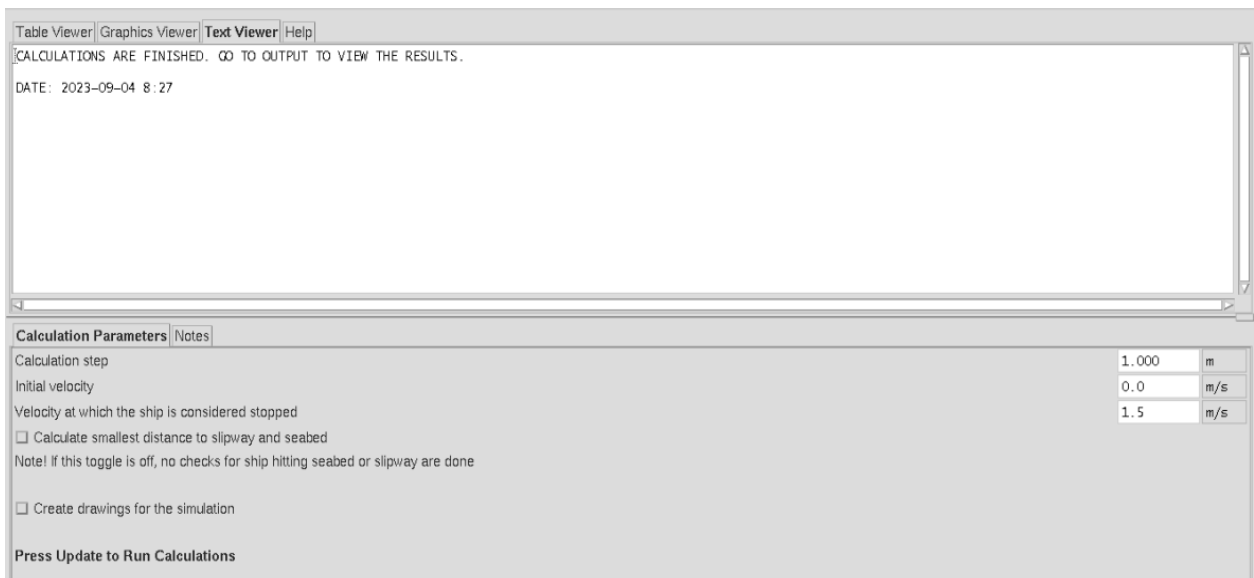 Table Viewer Graphics Viewer Text Viewer Help
CALCULATIONS ARE FINISHED. GO TO OUTPUT TO VIEW THE RESULTS.
DATE: 2023-09-04 8:27
Calculation Parameters Notes
Calculation step 1.000 m
Initial velocity 0.0 m/s
Velocity at which the ship is considered stopped 1.5 m/s
Calculate smallest distance to slipway and seabed
Note! If this toggle is off, no checks for ship hitting seabed or slipway are done
Create drawings for the simulation
Press Update to Run Calculations